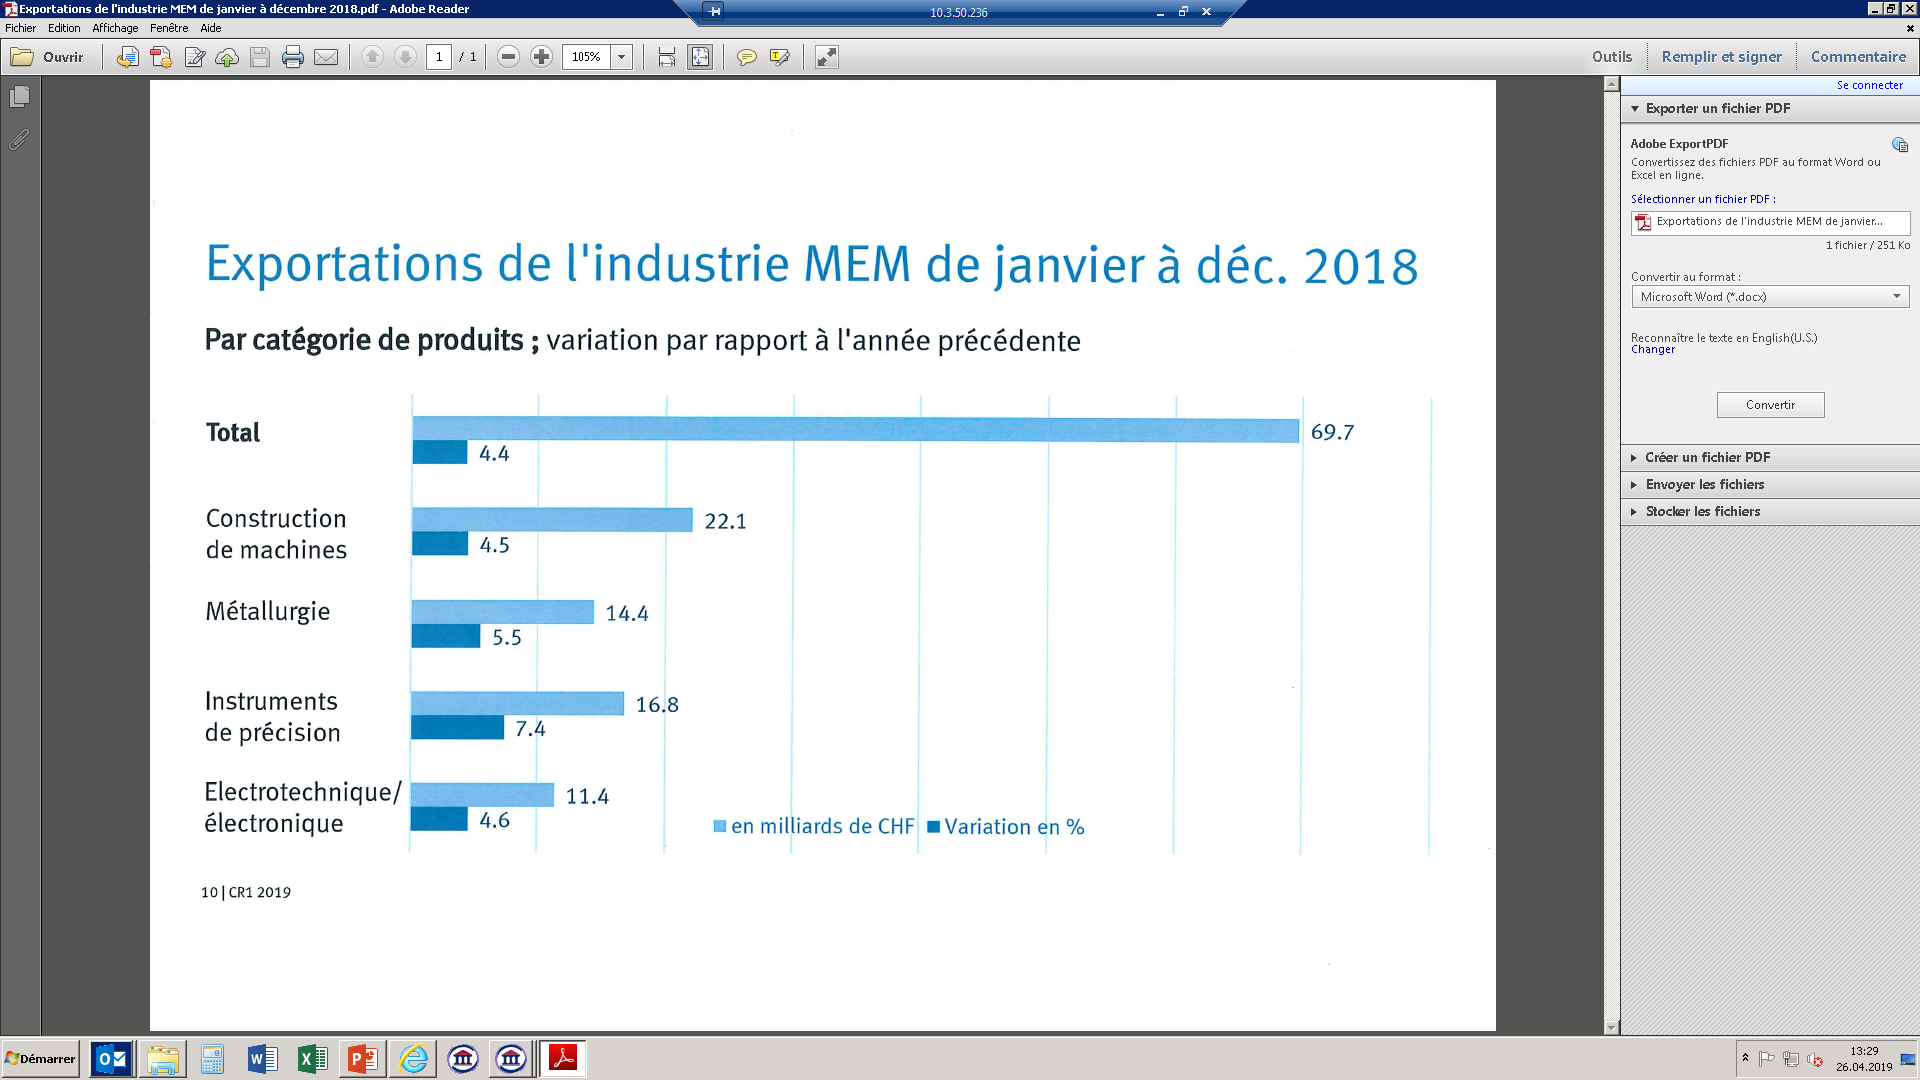 Exportations de l'industrie MEM de janvier à décembre 2018.pdf - Adobe Reader
10.3.50.236
Fichier Edition Affichage Fenêtre Aide
Ouvrir
1 / 1
105%
Outils
Remplir et signer
Commentaire
Se connecter
Exporter un fichier PDF
Adobe ExportPDF
Convertissez des fichiers PDF au format Word ou
Excel en ligne.
Sélectionner un fichier PDF :
Exportations de l'industrie MEM de janvier...
1 fichier / 251 Ko
Convertir au format :
Microsoft Word (*.docx)
Reconnaître le texte en English(U.S.)
Changer
Convertir
Créer un fichier PDF
Envoyer les fichiers
Stocker les fichiers
Exportations de l'industrie MEM de janvier à déc. 2018
Par catégorie de produits ; variation par rapport à l'année précédente
Total
69.7
4.4
Construction
de machines
22.1
4.5
Métallurgie
14.4
5.5
Instruments
de précision
16.8
7.4
Electrotechnique/
électronique
11.4
4.6
en milliards de CHF Variation en %
10 | CR1 2019
Démarrer
13:29
26.04.2019